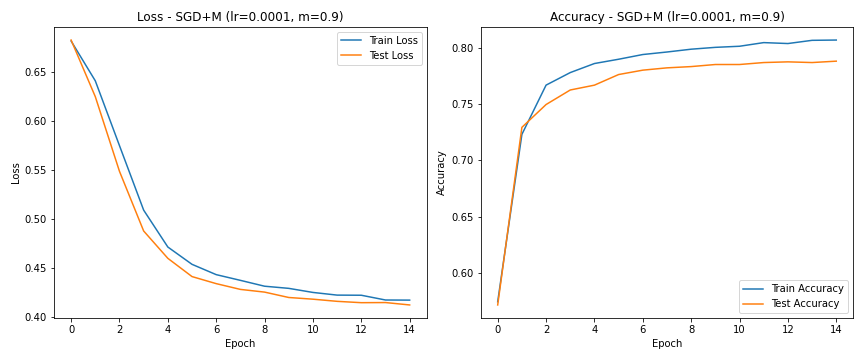 Loss - SGD+M (lr=0.0001, m=0.9)
Train Loss
Test Loss
0.65
0.60
0.55
0.50
0.45
0.40
Loss
0 2 4 6 8 10 12 14
Epoch
Accuracy - SGD+M (lr=0.0001, m=0.9)
0.80
0.75
0.70
0.65
0.60
Accuracy
Train Accuracy
Test Accuracy
0 2 4 6 8 10 12 14
Epoch